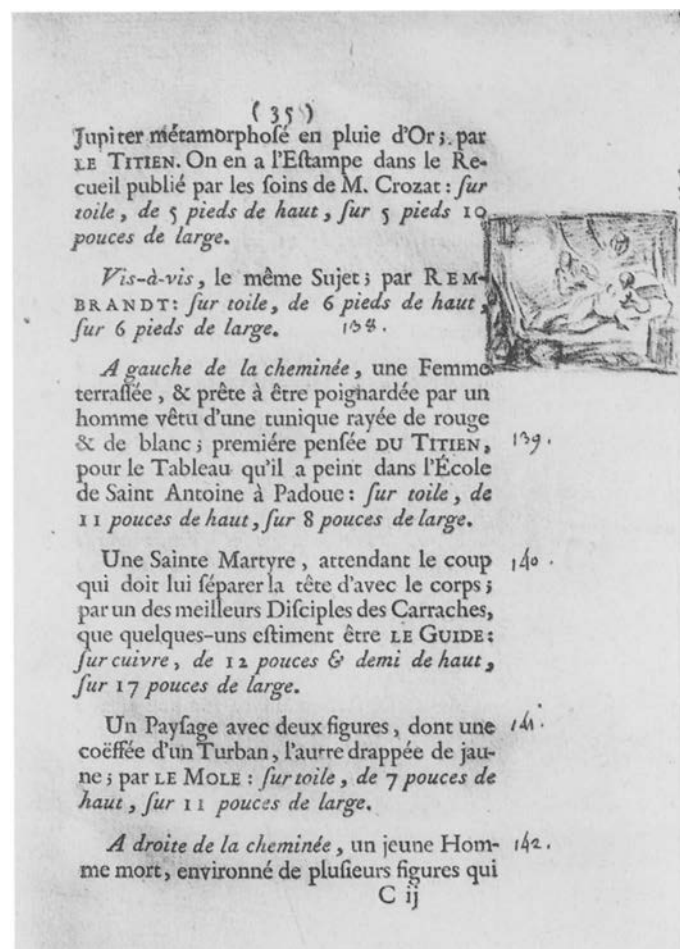 ( 35 )
Jupiter métamorphoſé en pluie d'Or; par
LE TITIEN. On en a l'Eſtampe dans le Re-
cueil publié par les ſoins de M. Crozat : ſur
toile, de 5 pieds de haut, ſur 5 pieds 10
pouces de large.
Vis-à-vis, le même Sujet; par REM-
BRANDT: ſur toile, de 6 pieds de haut,
ſur 6 pieds de large. 138.
A gauche de la cheminée, une Femme
terraſſée, & prête à être poignardée par un
homme vêtu d'une tunique rayée de rouge
& de blanc; premiére penſée DU TITIEN, 139.
pour le Tableau qu'il a peint dans l'École
de Saint Antoine à Padoue : ſur toile, de
11 pouces de haut, ſur 8 pouces de large.
Une Sainte Martyre, attendant le coup 140.
qui doit lui ſéparer la tête d'avec le corps;
par un des meilleurs Diſciples des Carraches,
que quelques-uns eſtiment être LE GUIDE:
ſur cuivre, de 12 pouces & demi de haut,
ſur 17 pouces de large.
Un Payſage avec deux figures, dont une 141.
coëffée d'un Turban, l'autre drappée de jau-
ne; par LE MOLE : ſur toile, de 7 pouces de
haut, ſur 11 pouces de large.
A droite de la cheminée, un jeune Hom- 142.
me mort, environné de pluſieurs figures qui
C ij